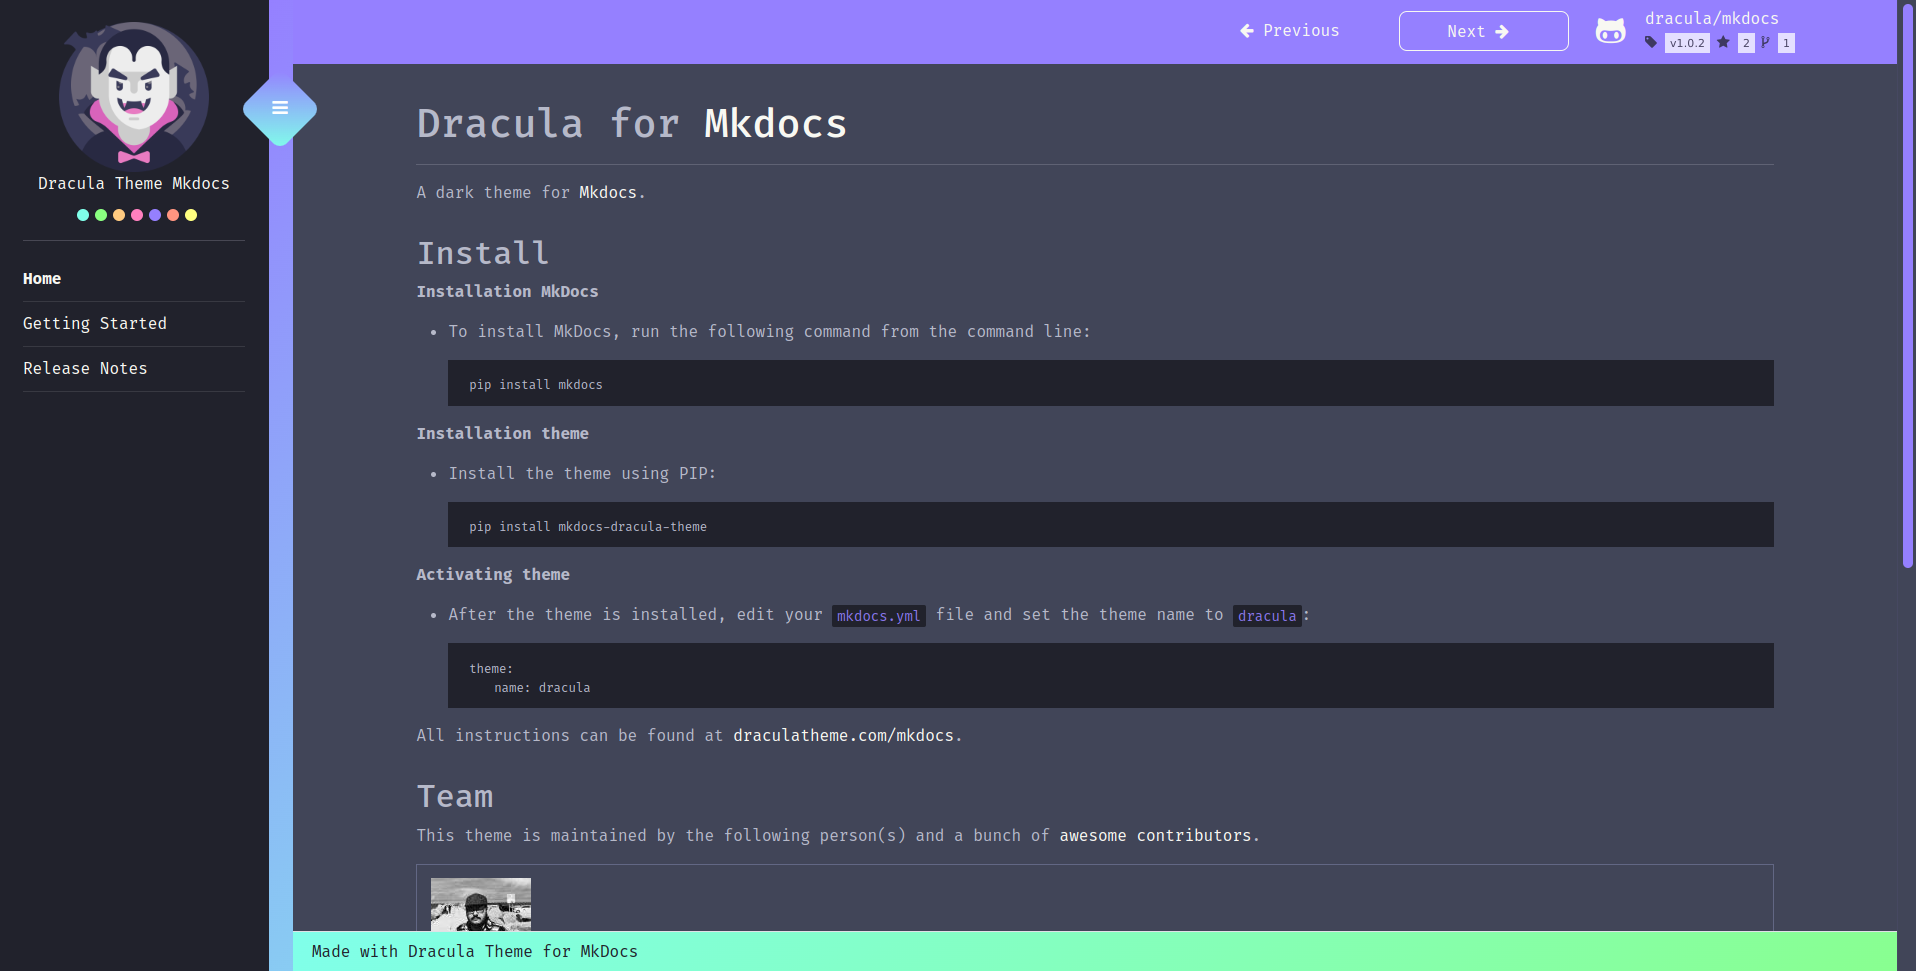 Dracula Theme Mkdocs
Home
Getting Started
Release Notes
Previous
Next
dracula/mkdocs
v1.0.2 2 1
Dracula for Mkdocs
A dark theme for Mkdocs.
Install
Installation MkDocs
To install MkDocs, run the following command from the command line:
pip install mkdocs
Installation theme
Install the theme using PIP:
pip install mkdocs-dracula-theme
Activating theme
After the theme is installed, edit your mkdocs.yml file and set the theme name to dracula:
theme:
name: dracula
All instructions can be found at draculatheme.com/mkdocs.
Team
This theme is maintained by the following person(s) and a bunch of awesome contributors.
Made with Dracula Theme for MkDocs